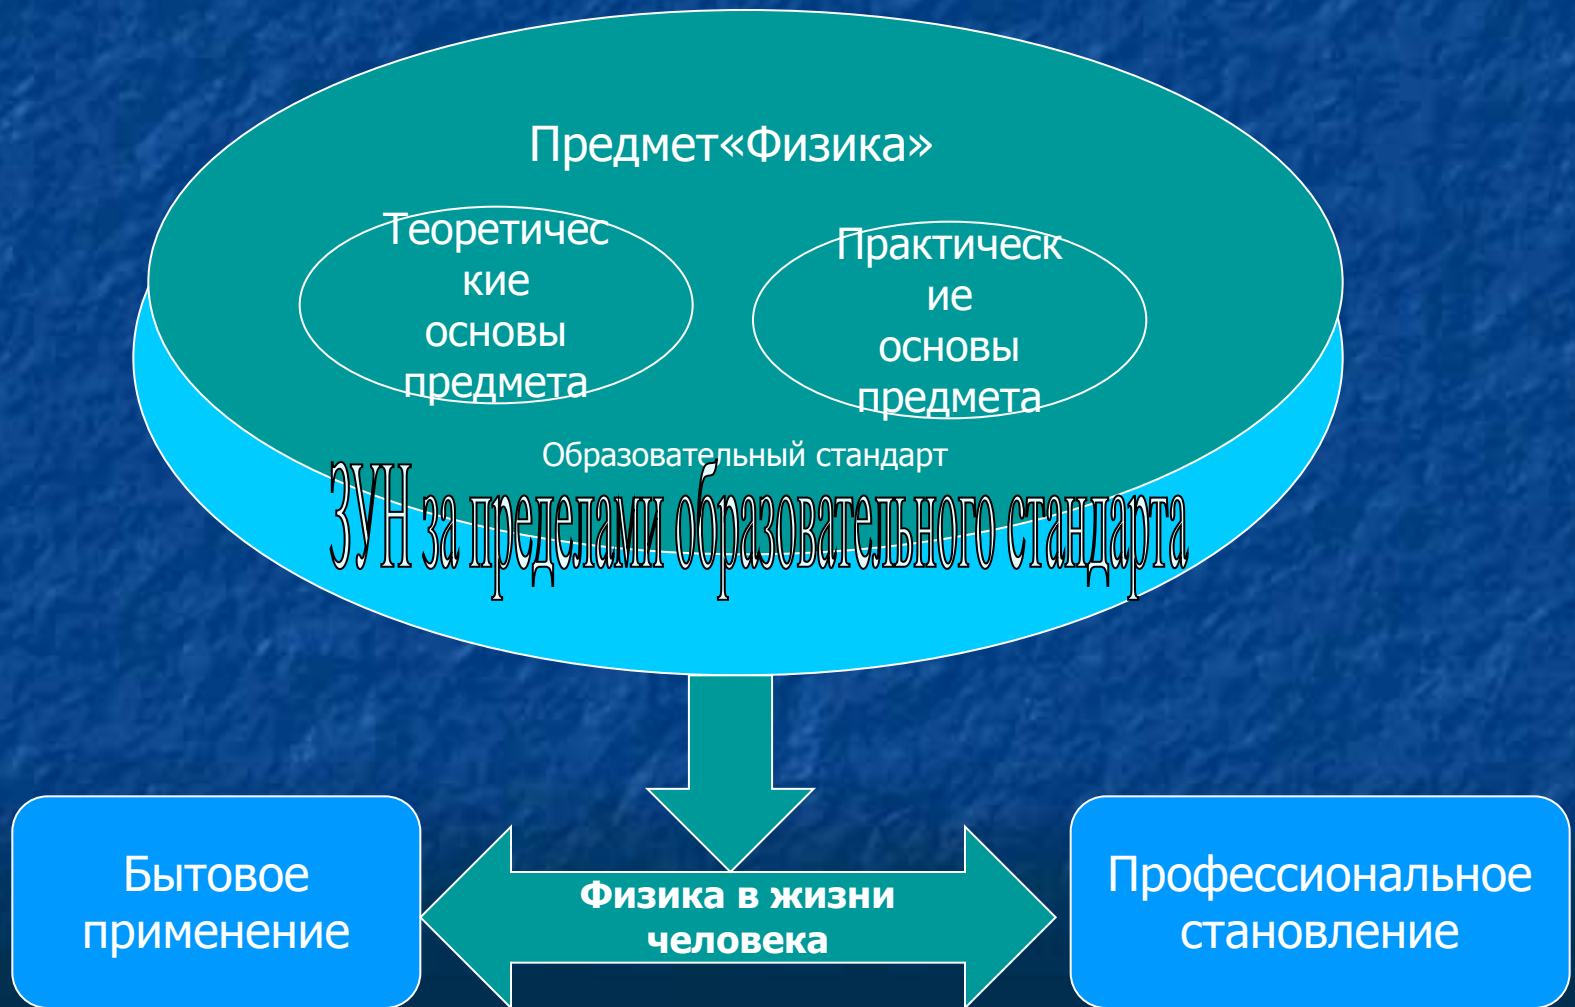 Предмет«Физика»
Теоретичес
кие
основы
предмета
Практическ
ие
основы
предмета
Образовательный стандарт
ЗУН за пределами образовательного стандарта
Бытовое
применение
Физика в жизни
человека
Профессиональное
становление